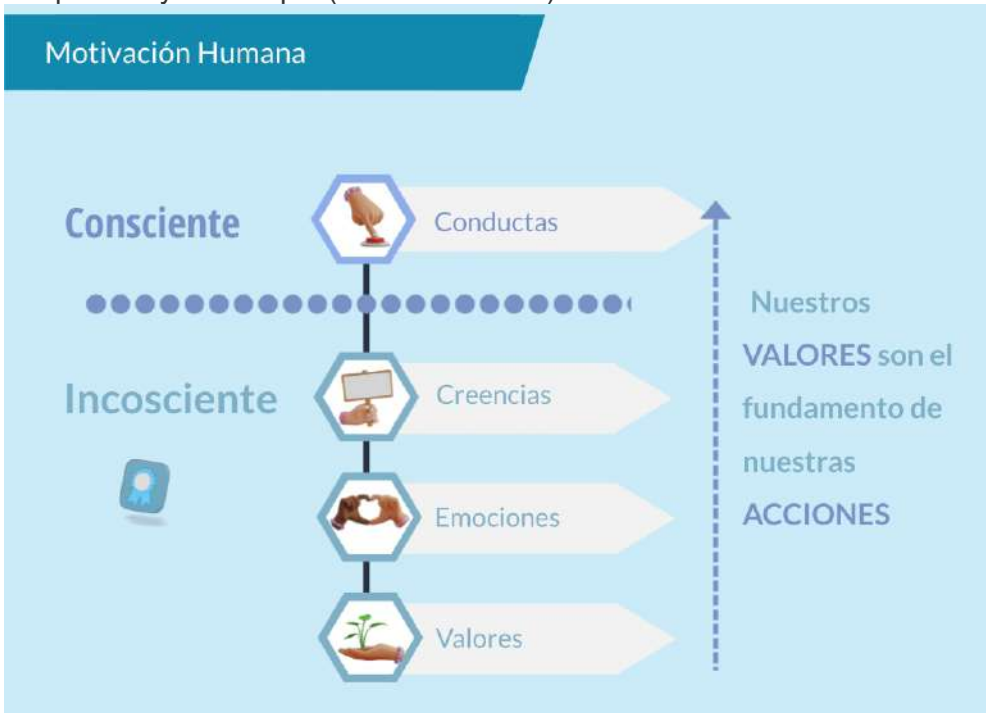 Motivación Humana
Consciente
Conductas
Incosciente
Creencias
Emociones
Valores
Nuestros
VALORES son el
fundamento de
nuestras
ACCIONES